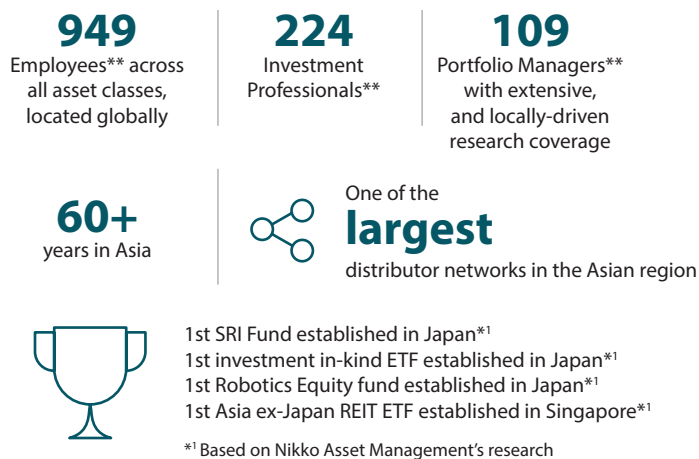 949
Employees** across
all asset classes,
located globally
224
Investment
Professionals**
109
Portfolio Managers**
with extensive,
and locally-driven
research coverage
60+
years in Asia
One of the
largest
distributor networks in the Asian region
1st SRI Fund established in Japan*¹
1st investment in-kind ETF established in Japan*¹
1st Robotics Equity fund established in Japan*¹
1st Asia ex-Japan REIT ETF established in Singapore*¹
*¹ Based on Nikko Asset Management’s research